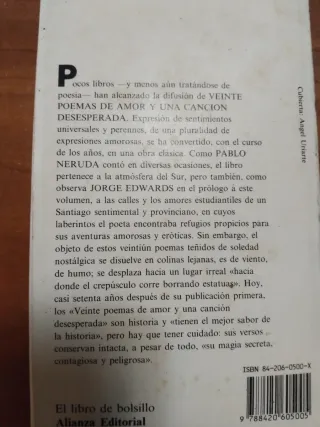 Pocos libros —y menos aún tratándose de
poesía— han alcanzado la difusión de VEINTE
POEMAS DE AMOR Y UNA CANCION
DESESPERADA. Expresión de sentimientos
universales y perennes, de una pluralidad de
expresiones amorosas, se ha convertido, con el curso
de los años, en una obra clásica. Como PABLO
NERUDA contó en diversas ocasiones, el libro
pertenece a la atmósfera del Sur, pero también, como
observa JORGE EDWARDS en el prólogo a este
volumen, a las calles y los amores estudiantiles de un
Santiago sentimental y provinciano, en cuyos
laberintos el poeta encontraba refugios propicios para
sus aventuras amorosas y eróticas. Sin embargo, el
objeto de estos veintiún poemas teñidos de soledad
nostálgica se disuelve en colinas lejanas, es de viento,
de humo; se desplaza hacia un lugar irreal «hacia
donde el crepúsculo corre borrando estatuas». Hoy,
casi setenta años después de su publicación primera,
los «Veinte poemas de amor y una canción
desesperada» son historia y «tienen el mejor sabor de
la historia», pero hay que tener cuidado: sus versos
conservan intacta, a pesar de todo, «su magia secreta,
contagiosa y peligrosa».
Cubierta: Angel Uriarte
ISBN 84-206-0500-X
9 788420 605005
El libro de bolsillo
Alianza Editorial